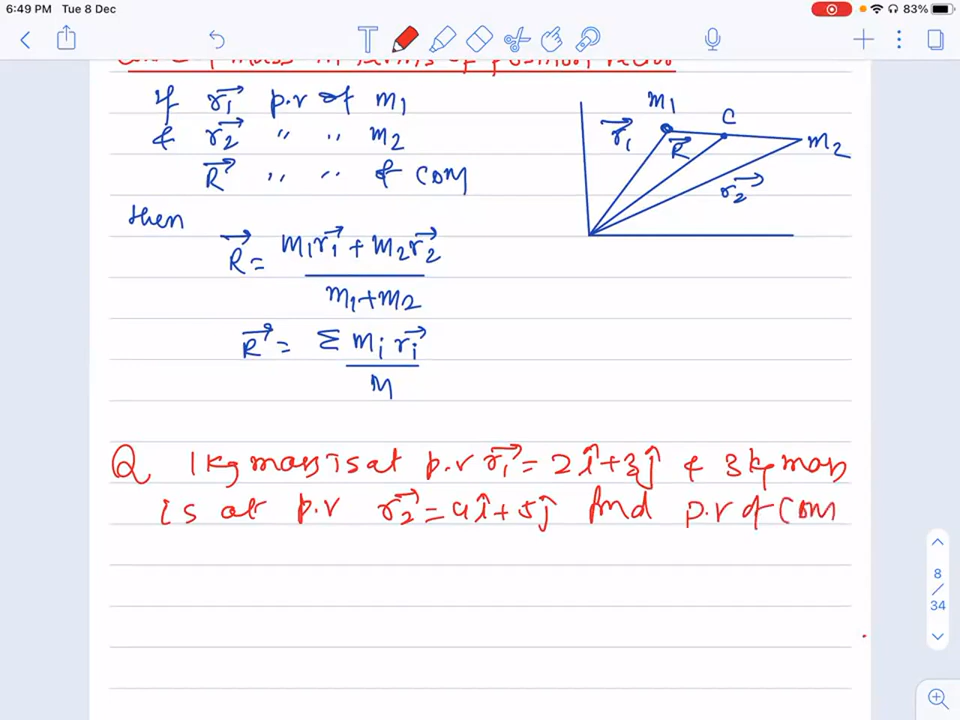 6:49 PM Tue 8 Dec
83%
If r₁⃗ p.v of m₁
& r₂⃗ " " m₂
R⃗ " " of COM
then
R⃗ = (m₁r₁⃗ + m₂r₂⃗) / (m₁+m₂)
R⃗ = Σ mᵢ rᵢ⃗ / M
m₁
C
r₁⃗
R⃗
m₂
r₂⃗
Q 1kg mass is at p.v r₁⃗ = 2î+3ĵ & 3kg mass
is at p.v r₂⃗ = 4î+5ĵ find p.v of COM
8
/
34